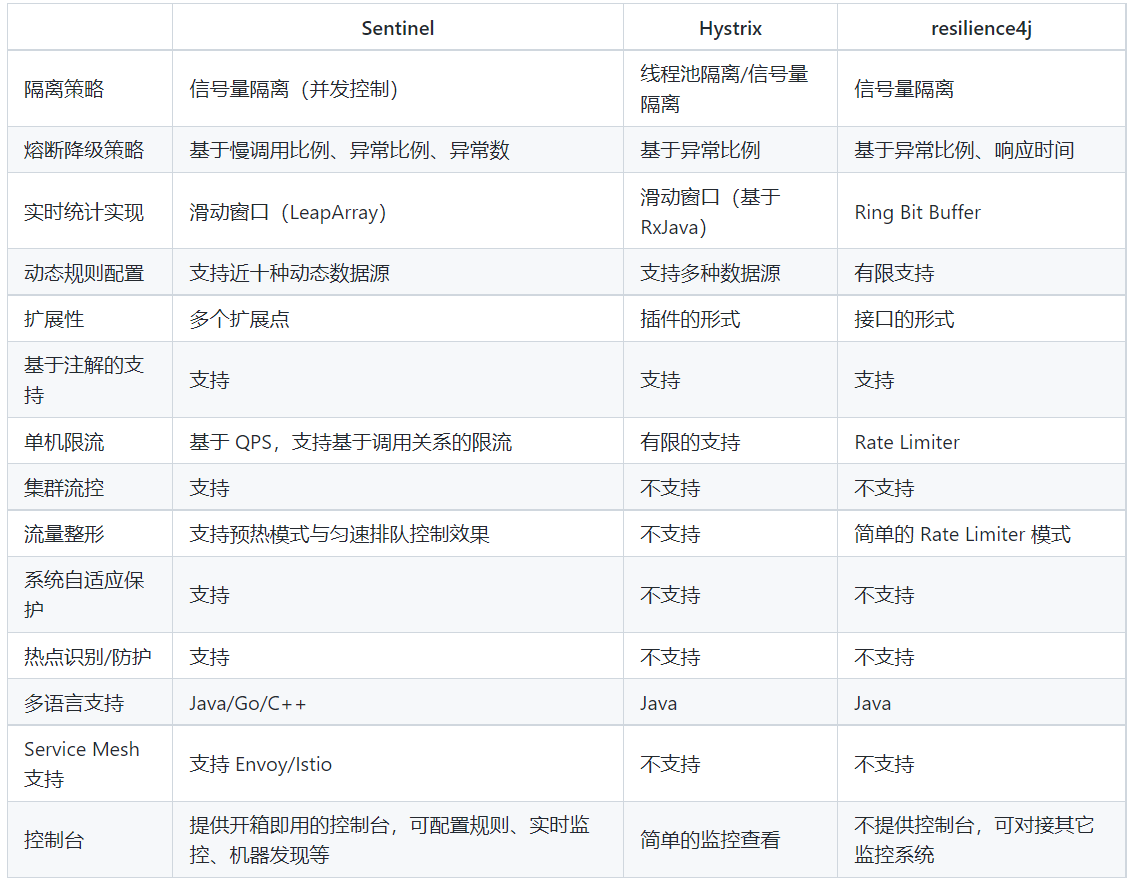 Sentinel Hystrix resilience4j
隔离策略 信号量隔离（并发控制） 线程池隔离/信号量
隔离 信号量隔离
熔断降级策略 基于慢调用比例、异常比例、异常数 基于异常比例 基于异常比例、响应时间
实时统计实现 滑动窗口（LeapArray） 滑动窗口（基于
RxJava） Ring Bit Buffer
动态规则配置 支持近十种动态数据源 支持多种数据源 有限支持
扩展性 多个扩展点 插件的形式 接口的形式
基于注解的支
持 支持 支持 支持
单机限流 基于 QPS，支持基于调用关系的限流 有限的支持 Rate Limiter
集群流控 支持 不支持 不支持
流量整形 支持预热模式与匀速排队控制效果 不支持 简单的 Rate Limiter 模式
系统自适应保
护 支持 不支持 不支持
热点识别/防护 支持 不支持 不支持
多语言支持 Java/Go/C++ Java Java
Service Mesh
支持 支持 Envoy/Istio 不支持 不支持
控制台 提供开箱即用的控制台，可配置规则、实时监
控、机器发现等 简单的监控查看 不提供控制台，可对接其它
监控系统